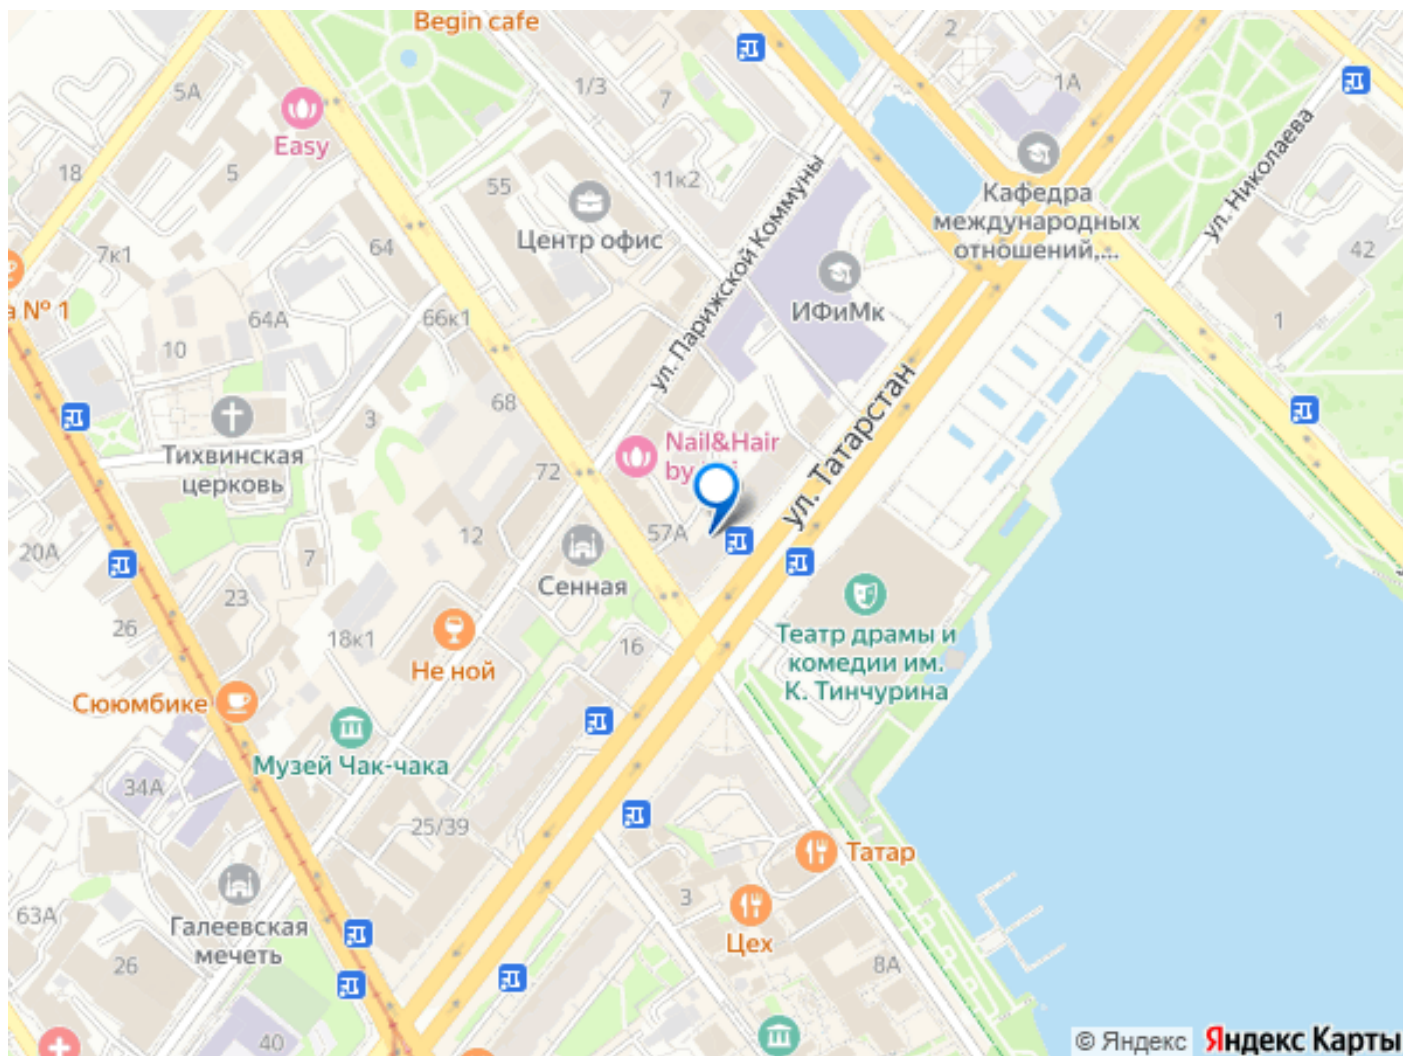 Begin cafe
2
5А
1/3
7
1А
Easy
ул. Николаева
18
5
55
11к2
Кафедра
международных
отношений,...
Центр офис
ул. Парижской Коммуны
7к1
64
42
а № 1
64А
66к1
ИФиМк
1
10
68
3
ул. Татарстан
Nail&Hair
by
Тихвинская
церковь
72
57А
12
20А
7
Сенная
23
26
18к1
16
Театр драмы и
комедии им.
К. Тинчурина
Не ной
Сююмбике
Музей Чак-чака
34А
25/39
Татар
3
63А
Галеевская
мечеть
Цех
26
8А
40
© Яндекс
Яндекс Карты